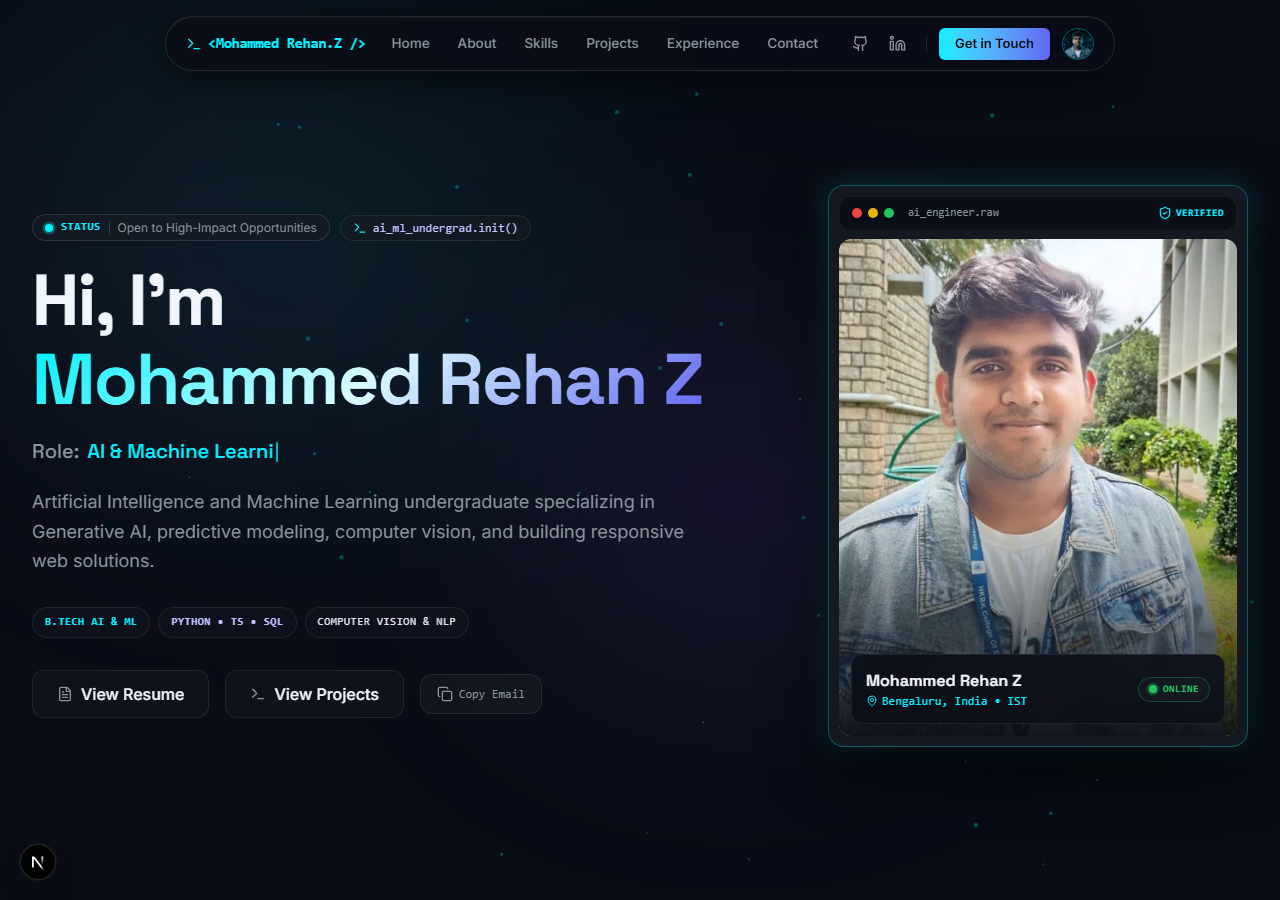 <Mohammed Rehan.Z />
Home
About
Skills
Projects
Experience
Contact
Get in Touch
STATUS
Open to High-Impact Opportunities
ai_ml_undergrad.init()
Hi, I’m
Mohammed Rehan Z
Role: AI & Machine Learni
Artificial Intelligence and Machine Learning undergraduate specializing in
Generative AI, predictive modeling, computer vision, and building responsive
web solutions.
B.TECH AI & ML
PYTHON • TS • SQL
COMPUTER VISION & NLP
View Resume
View Projects
Copy Email
ai_engineer.raw
VERIFIED
HKBK College Of E
Mohammed Rehan Z
Bengaluru, India • IST
ONLINE
N